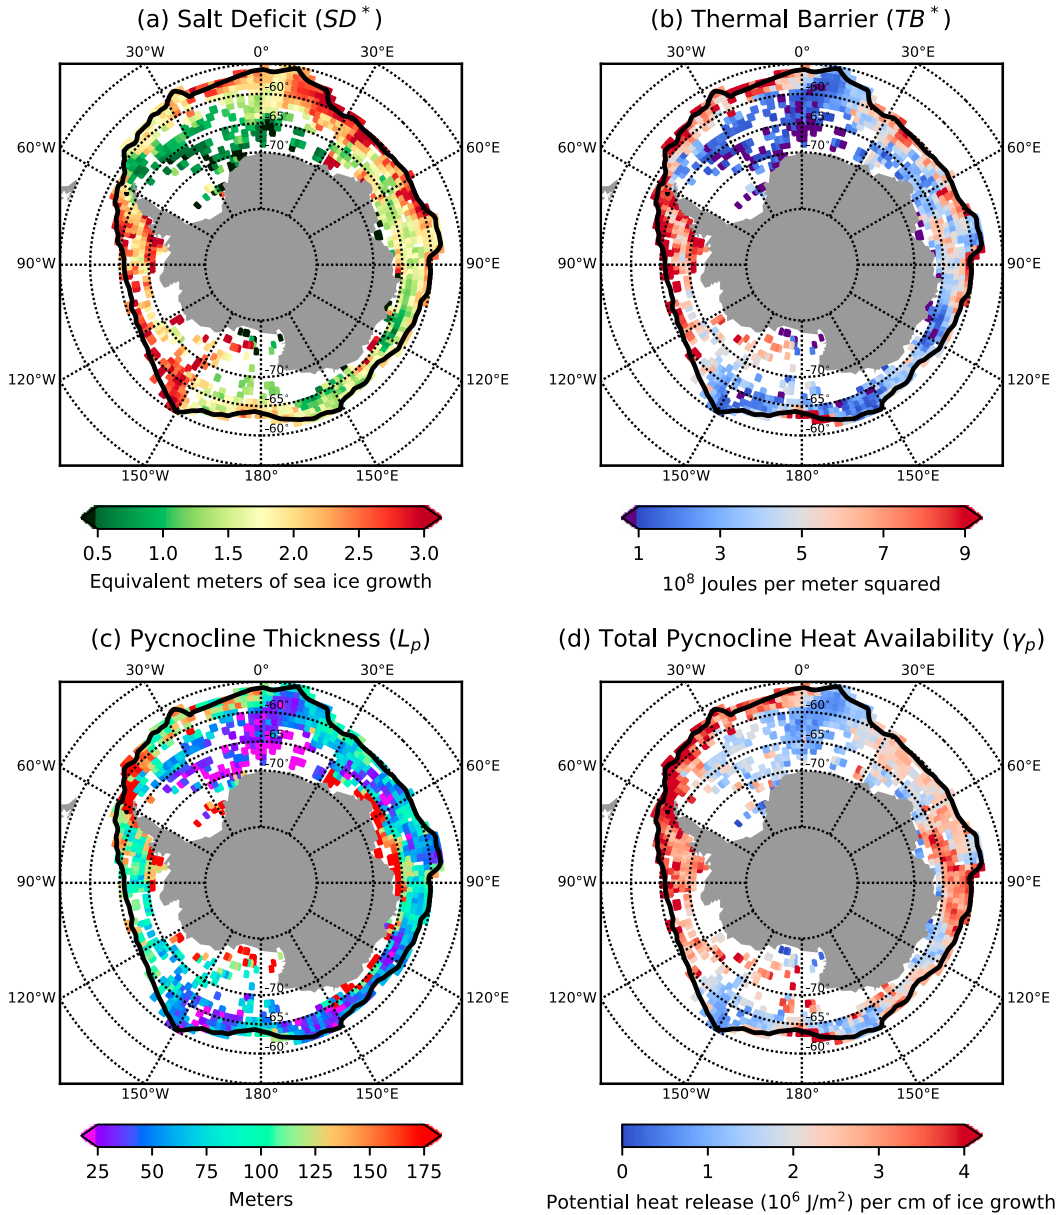 (a) Salt Deficit (SD*)
(b) Thermal Barrier (TB*)
30°W 0° 30°E
30°W 0° 30°E
60°W 60°E
60°W 60°E
90°W 90°E
90°W 90°E
120°W 120°E
120°W 120°E
150°W 180° 150°E
150°W 180° 150°E
-60°
-65
-70
-70
-65
-60°
-60°
-65
-70
-70
-65
-60°
0.5 1.0 1.5 2.0 2.5 3.0
Equivalent meters of sea ice growth
1 3 5 7 9
10⁸ Joules per meter squared
(c) Pycnocline Thickness (Lₚ)
(d) Total Pycnocline Heat Availability (γₚ)
30°W 0° 30°E
30°W 0° 30°E
60°W 60°E
60°W 60°E
90°W 90°E
90°W 90°E
120°W 120°E
120°W 120°E
150°W 180° 150°E
150°W 180° 150°E
-60°
-65
-70
-70
-65
-60°
-60°
-65
-70
-70
-65
-60°
25 50 75 100 125 150 175
Meters
0 1 2 3 4
Potential heat release (10⁶ J/m²) per cm of ice growth